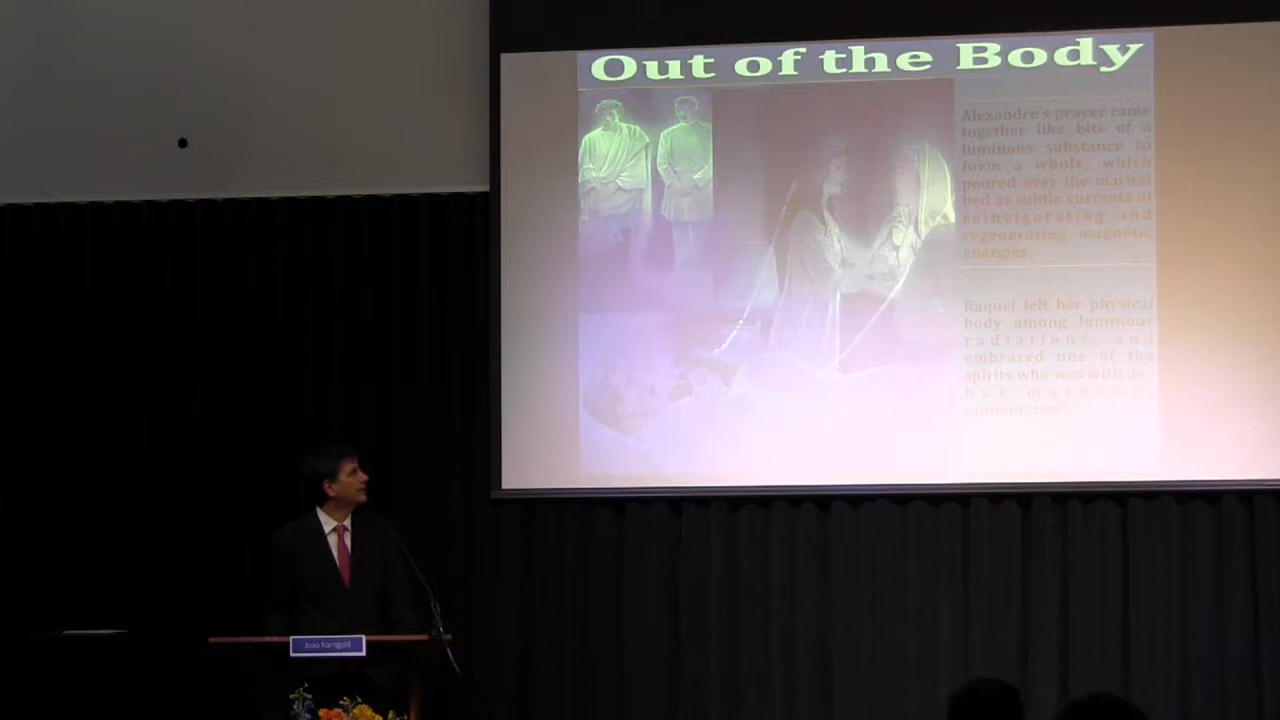 Out of the Body
Alexandre's prayer came
together like bits of a
luminous substance to
form a whole, which
poured over the marital
bed as subtle currents of
reinvigorating and
regenerating magnetic
energies.
Raquel left her physical
body among luminous
radiations and
embraced one of the
spirits who was with us
Joao Korngold